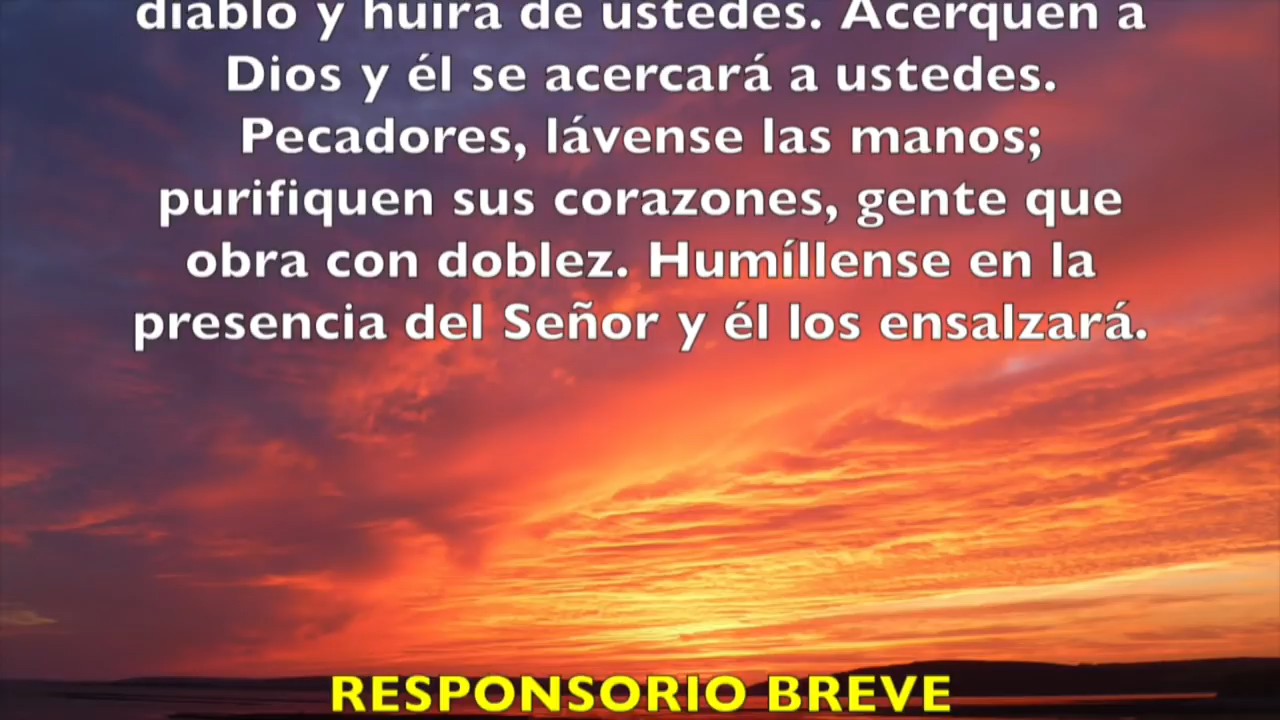 diablo y huirá de ustedes. Acerquen a
Dios y él se acercará a ustedes.
Pecadores, lávense las manos;
purifiquen sus corazones, gente que
obra con doblez. Humíllense en la
presencia del Señor y él los ensalzará.
RESPONSORIO BREVE